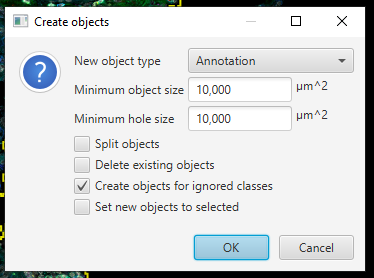 Create objects
New object type Annotation
Minimum object size 10,000 μm^2
Minimum hole size 10,000 μm^2
Split objects
Delete existing objects
Create objects for ignored classes
Set new objects to selected
OK Cancel